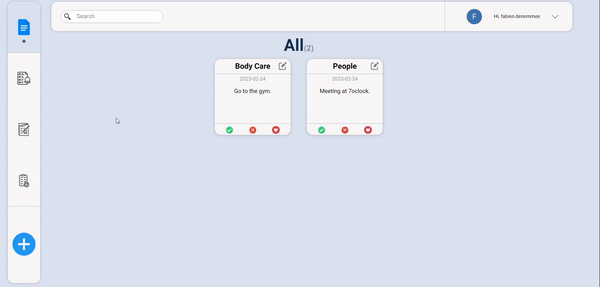 Search
F
Hi, fabien.denommee
All(2)
Body Care
2023-02-24
Go to the gym.
People
2023-02-24
Meeting at 7oclock.